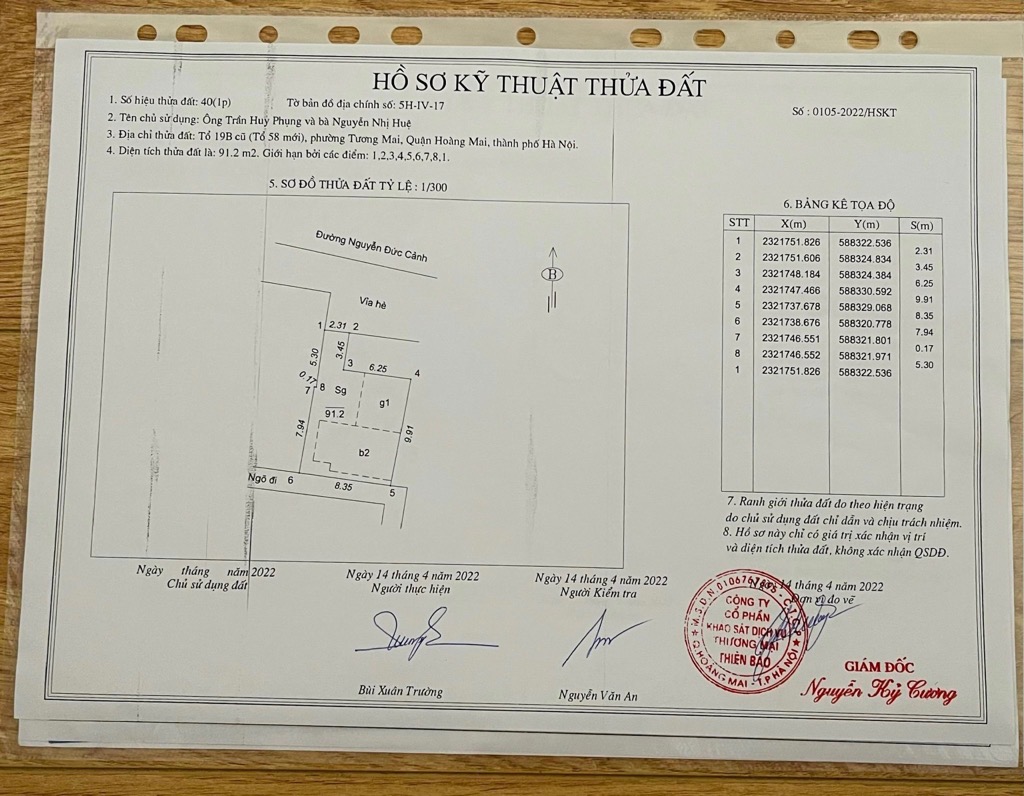 HỒ SƠ KỸ THUẬT THỬA ĐẤT
Số : 0105-2022/HSKT
1. Số hiệu thửa đất: 40(1p) Tờ bản đồ địa chính số: 5H-IV-17
2. Tên chủ sử dụng: Ông Trần Huy Phụng và bà Nguyễn Nhị Huệ
3. Địa chỉ thửa đất: Tổ 19B cũ (Tổ 58 mới), phường Tương Mai, Quận Hoàng Mai, thành phố Hà Nội.
4. Diện tích thửa đất là: 91.2 m2. Giới hạn bởi các điểm: 1,2,3,4,5,6,7,8,1.
5. SƠ ĐỒ THỬA ĐẤT TỶ LỆ : 1/300
Đường Nguyễn Đức Cảnh
B
Vỉa hè
1 2.31 2
3.45
5.30
3 6.25 4
0.17
7 8 Sg
g1
91.2
7.94
9.91
b2
Ngõ đi 6
8.35
5
6. BẢNG KÊ TỌA ĐỘ
STT X(m) Y(m) S(m)
1 2321751.826 588322.536
2.31
2 2321751.606 588324.834
3.45
3 2321748.184 588324.384
6.25
4 2321747.466 588330.592
9.91
5 2321737.678 588329.068
8.35
6 2321738.676 588320.778
7.94
7 2321746.551 588321.801
0.17
8 2321746.552 588321.971
5.30
1 2321751.826 588322.536
7. Ranh giới thửa đất đo theo hiện trạng
do chủ sử dụng đất chỉ dẫn và chịu trách nhiệm.
8. Hồ sơ này chỉ có giá trị xác nhận vị trí
và diện tích thửa đất, không xác nhận QSDĐ.
Ngày tháng năm 2022
Chủ sử dụng đất
Ngày 14 tháng 4 năm 2022
Người thực hiện
Bùi Xuân Trường
Ngày 14 tháng 4 năm 2022
Người Kiểm tra
Nguyễn Văn An
Ngày 14 tháng 4 năm 2022
Đơn vị đo vẽ
CÔNG TY
CỔ PHẦN
KHẢO SÁT DỊCH VỤ
THƯƠNG MẠI
THIÊN BẢO
Q.HOÀNG MAI - T.P HÀ NỘI
GIÁM ĐỐC
Nguyễn Kỳ Cương